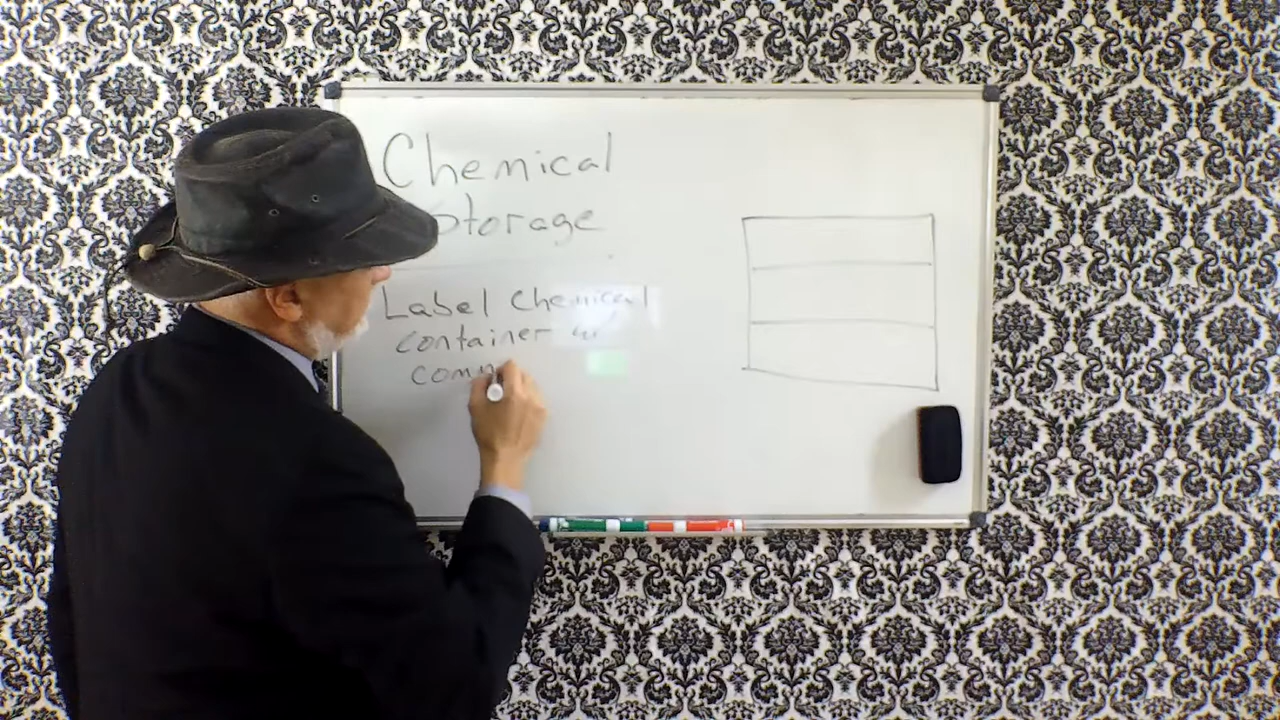 Chemical
Storage
Label Chemical
container w/
comm